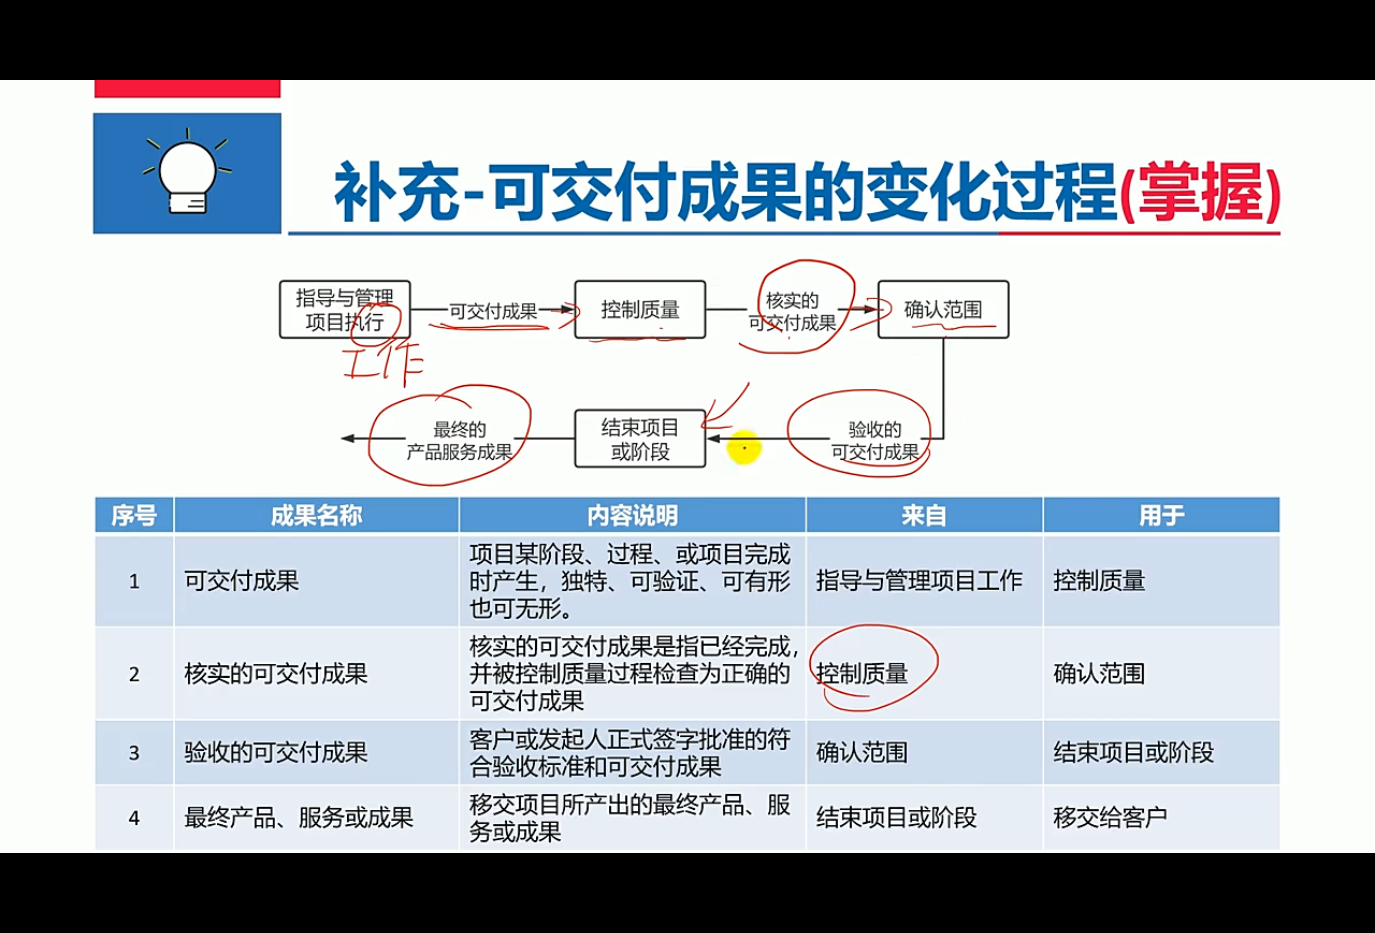 补充-可交付成果的变化过程(掌握)
指导与管理
项目执行
工作
可交付成果
控制质量
核实的
可交付成果
确认范围
最终的
产品服务成果
结束项目
或阶段
验收的
可交付成果
序号 成果名称 内容说明 来自 用于
1 可交付成果 项目某阶段、过程、或项目完成
时产生，独特、可验证、可有形
也可无形。 指导与管理项目工作 控制质量
2 核实的可交付成果 核实的可交付成果是指已经完成，
并被控制质量过程检查为正确的
可交付成果 控制质量 确认范围
3 验收的可交付成果 客户或发起人正式签字批准的符
合验收标准和可交付成果 确认范围 结束项目或阶段
4 最终产品、服务或成果 移交项目所产出的最终产品、服
务或成果 结束项目或阶段 移交给客户